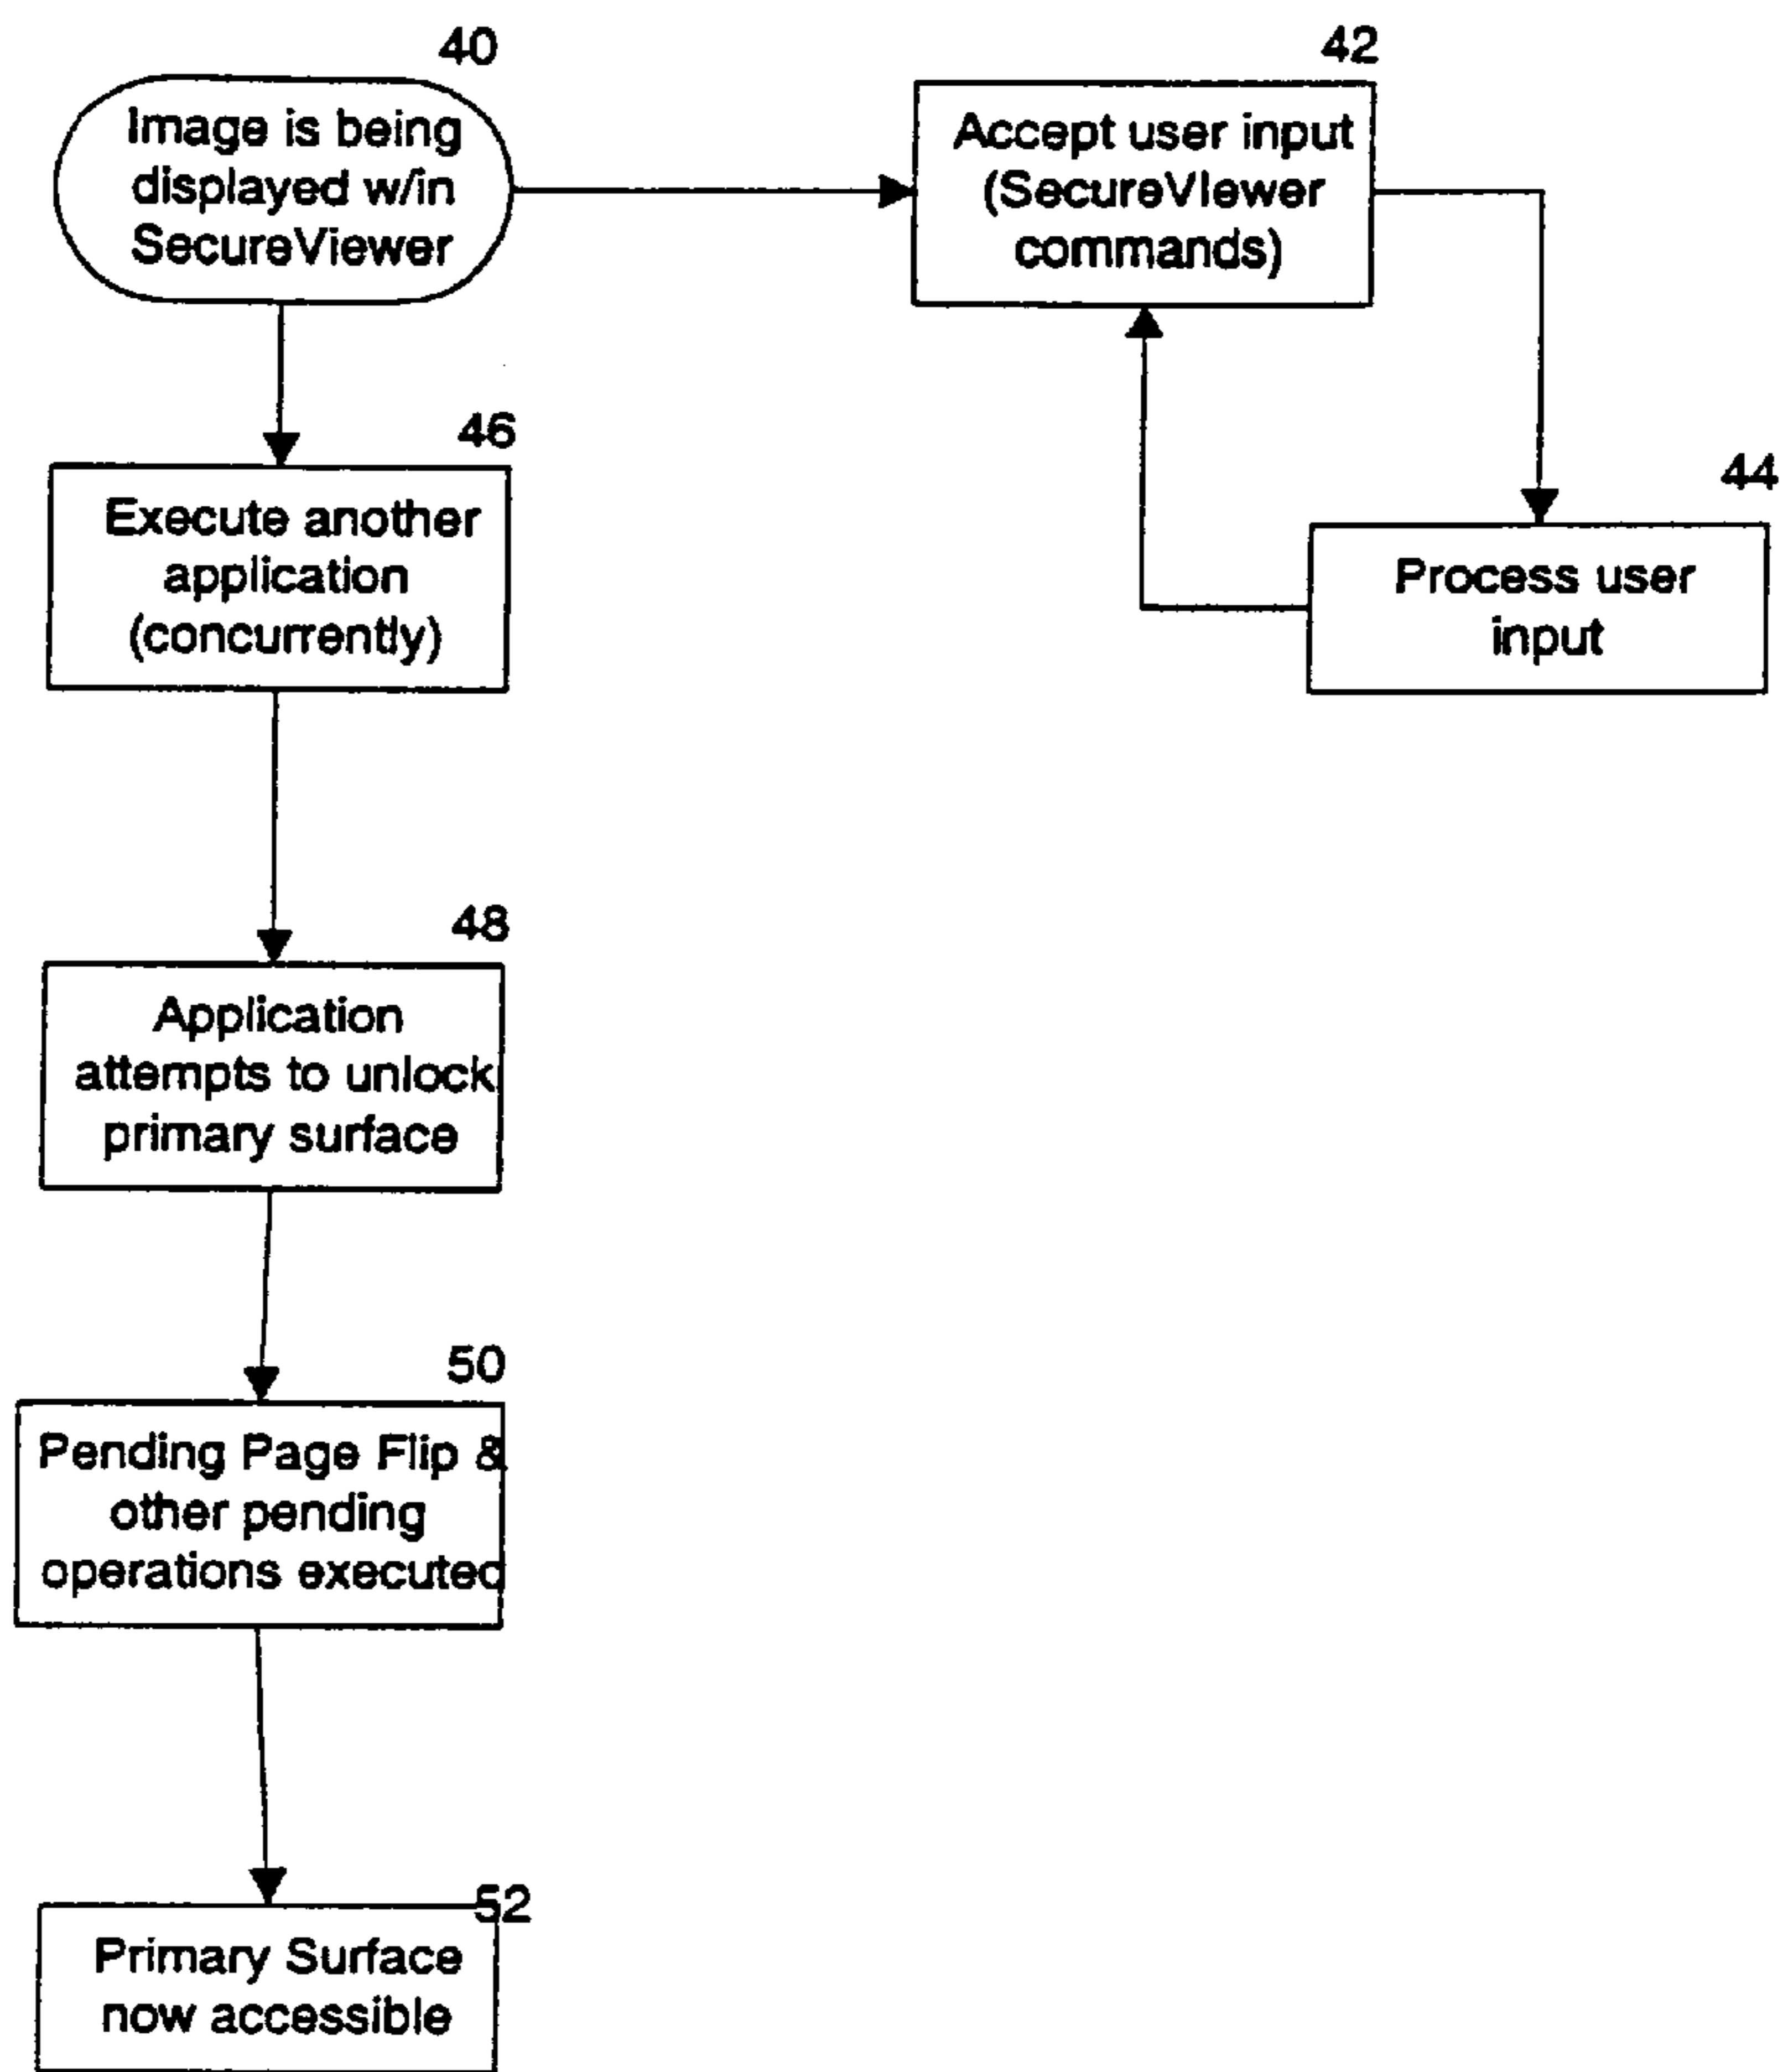 40
Image is being
displayed w/in
SecureViewer
42
Accept user input
(SecureVIewer
commands)
46
Execute another
application
(concurrently)
44
Process user
input
48
Application
attempts to unlock
primary surface
50
Pending Page Flip &
other pending
operations executed
52
Primary Surface
now accessible